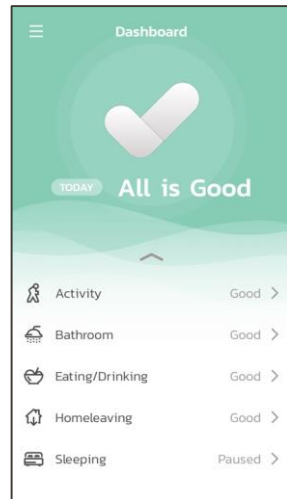 Dashboard
TODAY All is Good
Activity Good
Bathroom Good
Eating/Drinking Good
Homeleaving Good
Sleeping Paused